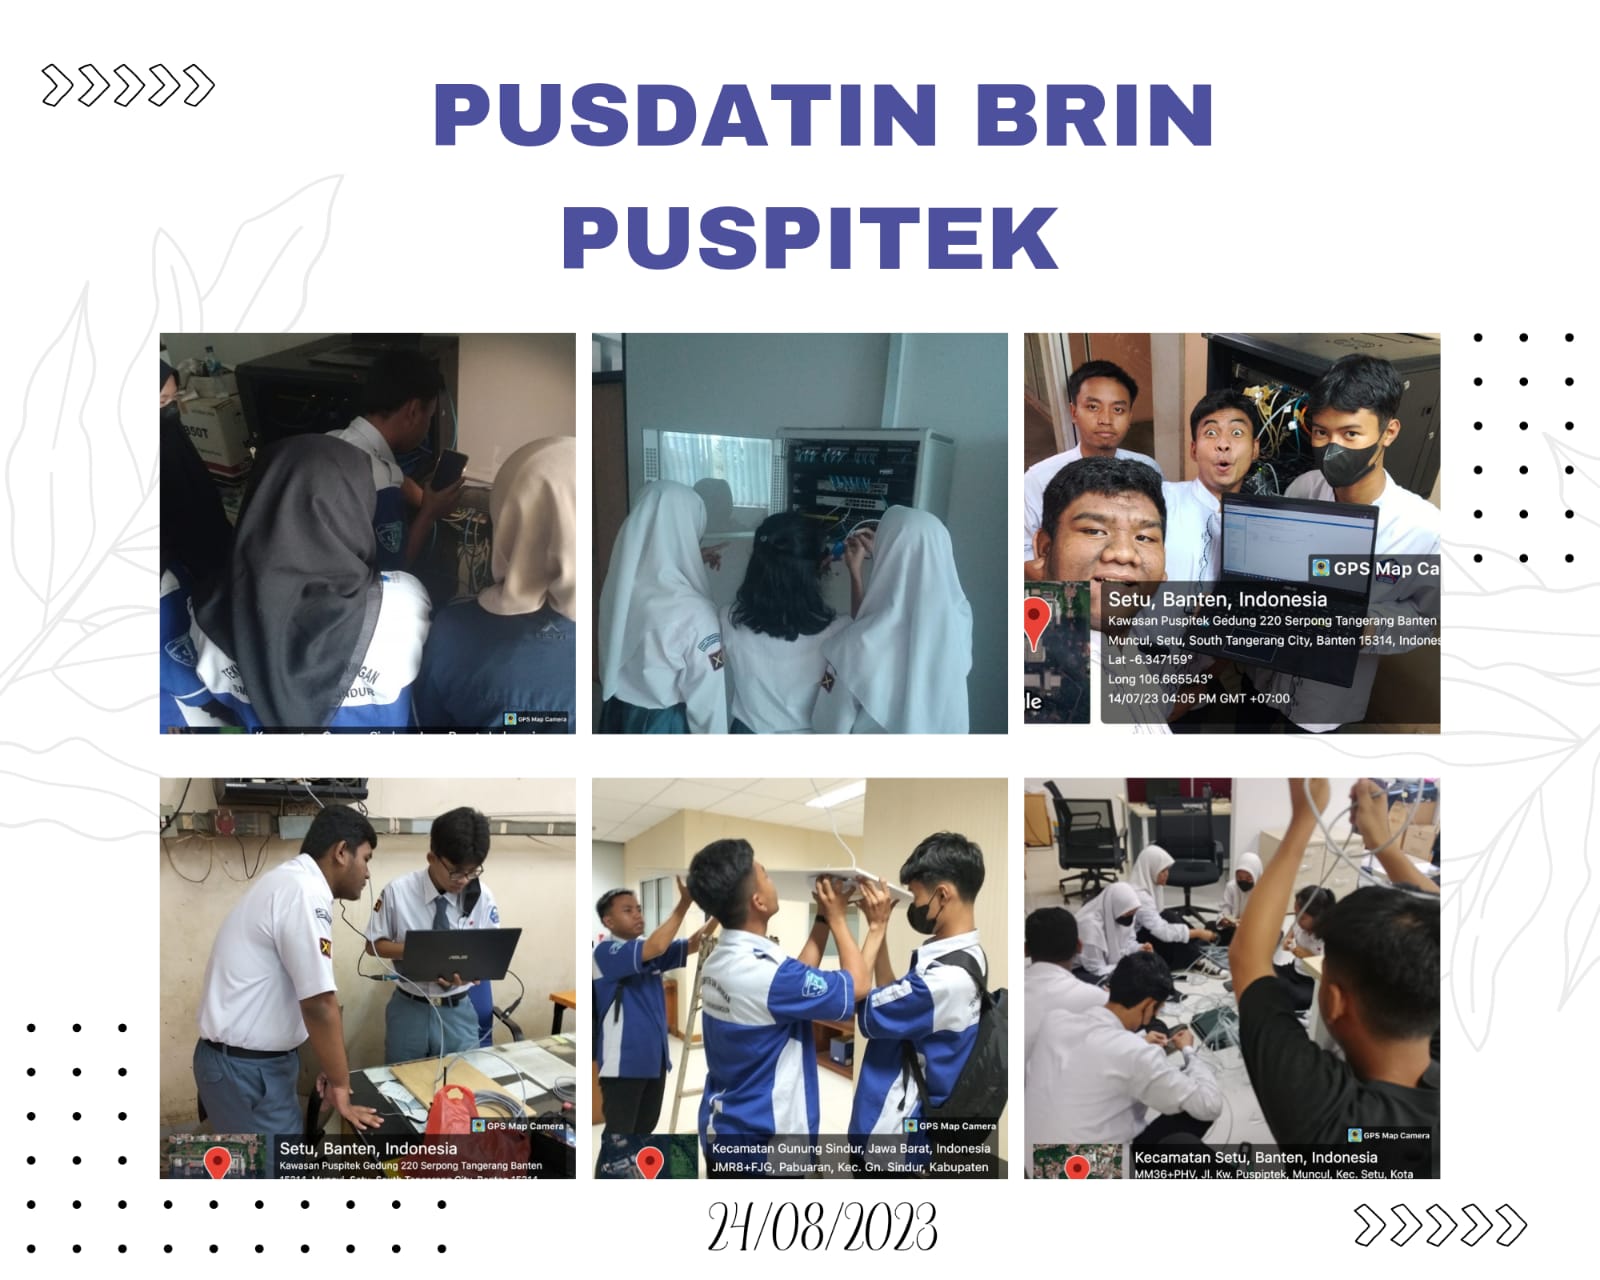 PUSDATIN BRIN
PUSPITEK
GPS Map Camera
GPS Map Ca
Setu, Banten, Indonesia
Kawasan Puspitek Gedung 220 Serpong Tangerang Banten
Muncul, Setu, South Tangerang City, Banten 15314, Indones
Lat -6.347159°
Long 106.665543°
14/07/23 04:05 PM GMT +07:00
GPS Map Camera
Setu, Banten, Indonesia
Kawasan Puspitek Gedung 220 Serpong Tangerang Banten
GPS Map Camera
Kecamatan Gunung Sindur, Jawa Barat, Indonesia
JMR8+FJG, Pabuaran, Kec. Gn. Sindur, Kabupaten
GPS Map Camera
Kecamatan Setu, Banten, Indonesia
MM36+PHV, Jl. Kw. Puspiptek, Muncul, Kec. Setu, Kota
24/08/2023